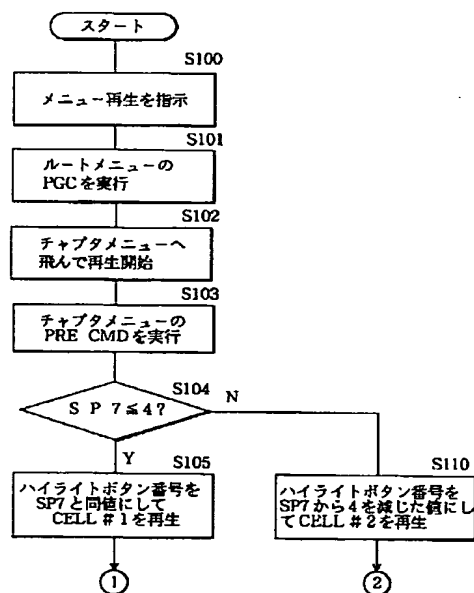 スタート
S100
メニュー再生を指示
S101
ルートメニューの
PGCを実行
S102
チャプタメニューへ
飛んで再生開始
S103
チャプタメニューの
PRE CMDを実行
S104
SP7≦4?
N
Y
S105
ハイライトボタン番号を
SP7と同値にして
CELL #1を再生
S110
ハイライトボタン番号を
SP7から4を減じた値にし
てCELL #2を再生
1
2